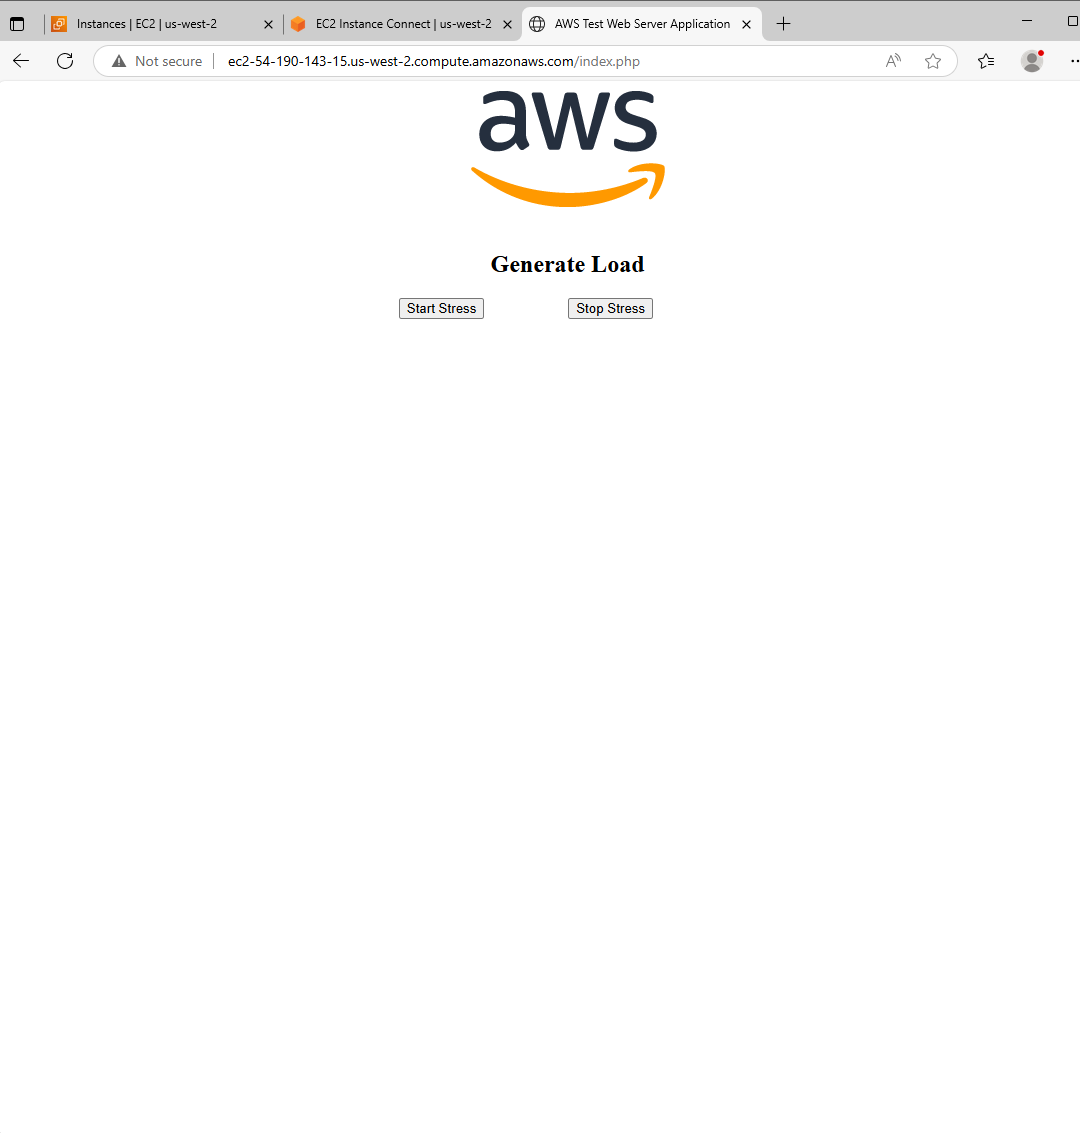 Instances | EC2 | us-west-2
EC2 Instance Connect | us-west-2
AWS Test Web Server Application
Not secure
ec2-54-190-143-15.us-west-2.compute.amazonaws.com/index.php
aws
Generate Load
Start Stress
Stop Stress